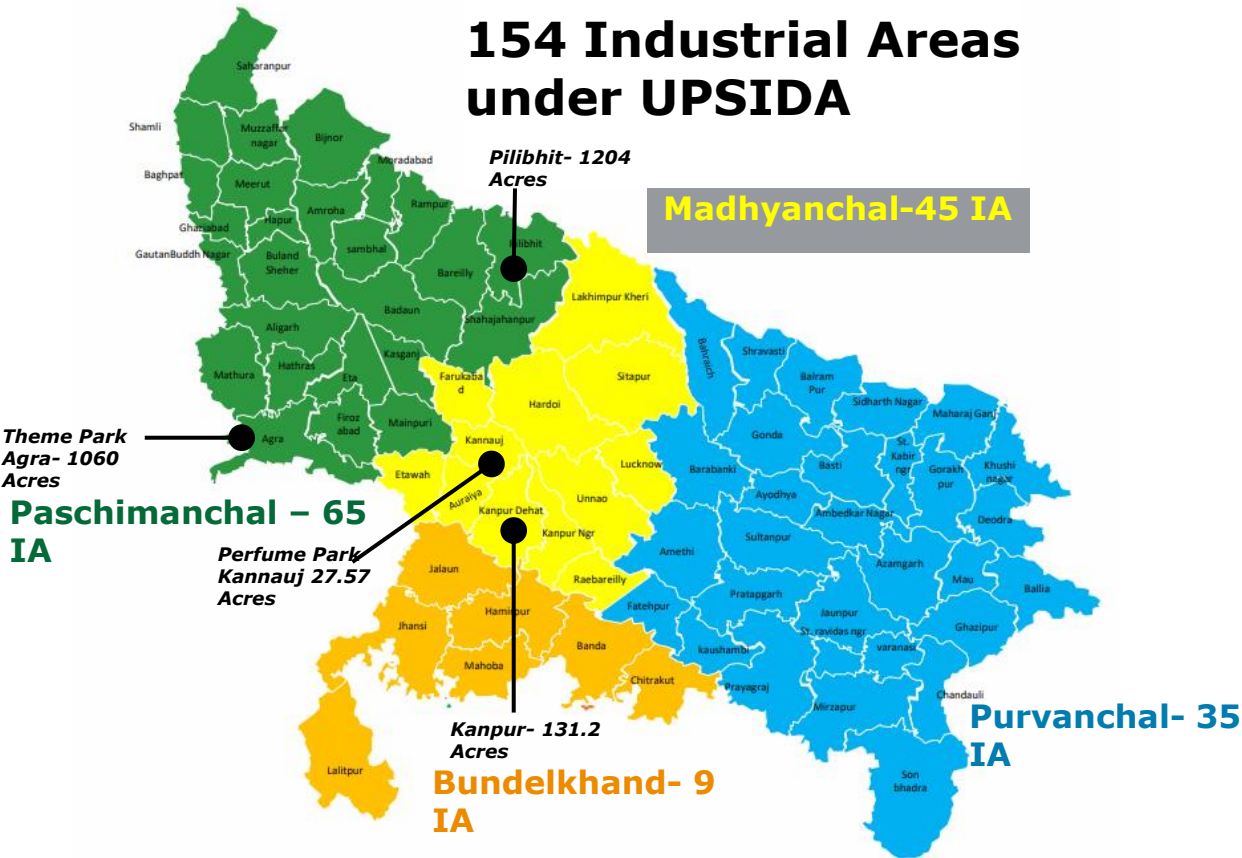 154 Industrial Areas
under UPSIDA
Saharanpur
Shamli
Muzzaffar
nagar
Bijnor
Moradabad
Pilibhit- 1204
Acres
Baghpat
Meerut
Amroha
Rampur
Madhyanchal-45 IA
Ghaziabad
Hapur
GautanBuddh Nagar
Buland
Sheher
sambhal
Pilibhit
Bareilly
Lakhimpur Kheri
Badaun
Shahajahanpur
Aligarh
Kasganj
Mathura
Hathras
Eta
Farukaba
d
Sitapur
Hardoi
Bahraich
Shravasti
Balram
Pur
Sidharth Nagar
Maharaj Ganj
Theme Park
Agra- 1060
Acres
Agra
Firoz
abad
Mainpuri
Kannauj
Gonda
St.
Kabir
ngr
Gorakh
pur
Khushi
nagar
Etawah
Lucknow
Barabanki
Basti
Auraiya
Unnao
Ayodhya
Paschimanchal – 65
IA
Kanpur Dehat
Ambedkar Nagar
Deodra
Kanpur Ngr
Sultanpur
Perfume Park
Kannauj 27.57
Acres
Amethi
Azamgarh
Jalaun
Raebareilly
Mau
Ballia
Pratapgarh
Hamirpur
Fatehpur
Jaunpur
Jhansi
St. ravidas ngr
Ghazipur
Banda
kaushambi
varanasi
Mahoba
Chitrakut
Prayagraj
Chandauli
Mirzapur
Kanpur- 131.2
Acres
Purvanchal- 35
IA
Lalitpur
Bundelkhand- 9
IA
Son
bhadra